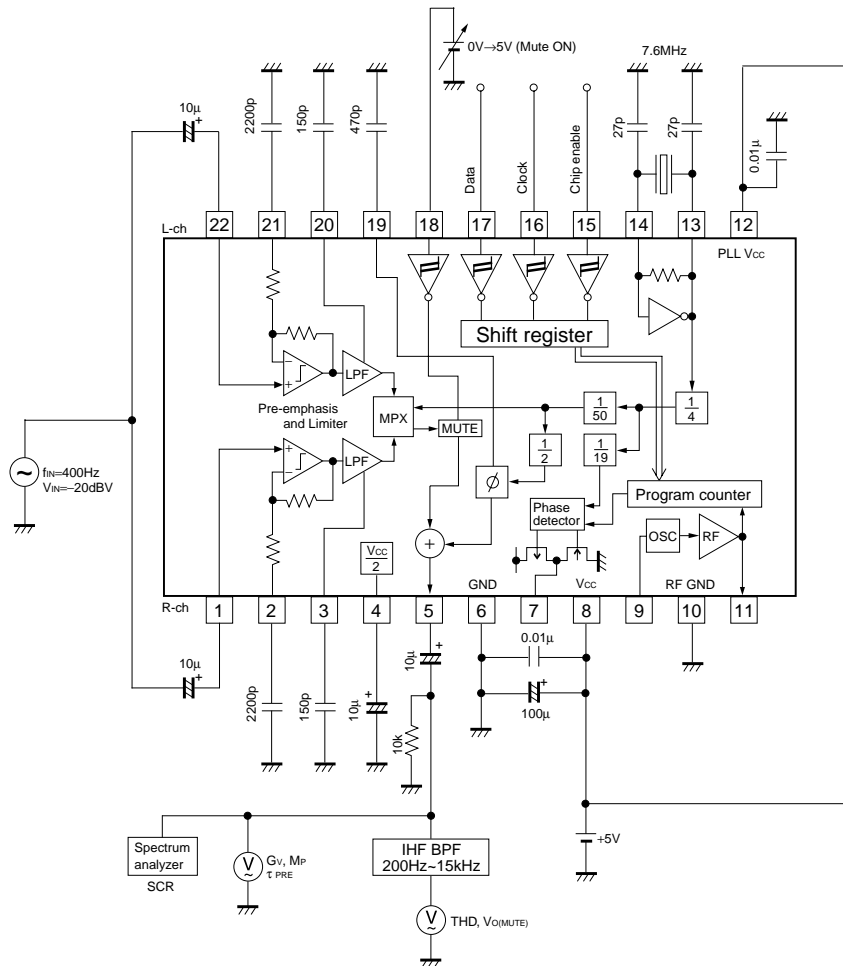 0V→5V (Mute ON)
7.6MHz
10μ
+
2200p
150p
470p
Data
Clock
Chip enable
27p
27p
0.01μ
L-ch
22
21
20
19
18
17
16
15
14
13
12
PLL VCC
Shift register
−
+
LPF
Pre-emphasis
and Limiter
MPX
MUTE
1
50
1
4
1
2
1
19
+
−
LPF
ϕ
Program counter
Phase
detector
OSC
RF
+
VCC
2
GND
VCC
RF GND
R-ch
1
2
3
4
5
6
7
8
9
10
11
~
fIN=400Hz
VIN=−20dBV
10μ
+
2200p
150p
10μ
+
10μ
+
10k
0.01μ
+
100μ
+5V
Spectrum
analyzer
SCR
V
~
GV, MP
τ PRE
IHF BPF
200Hz~15kHz
V
~
THD, VO(MUTE)